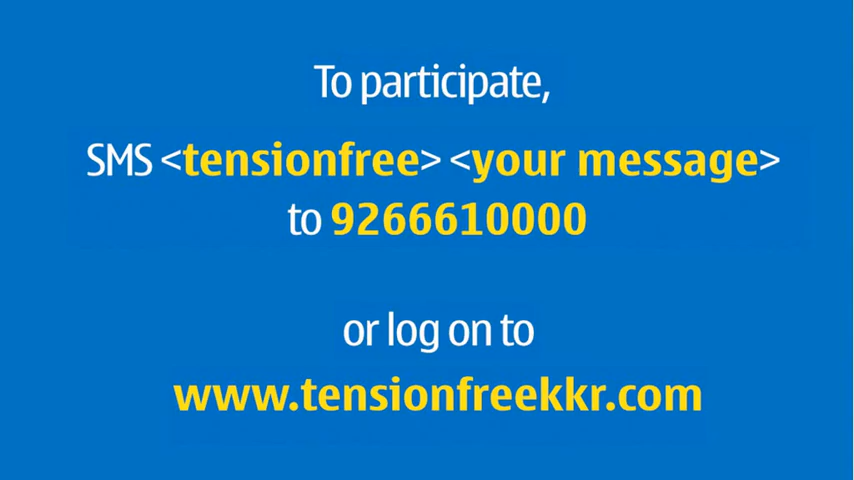 To participate,
SMS <tensionfree> <your message>
to 9266610000
or log on to
www.tensionfreekkr.com